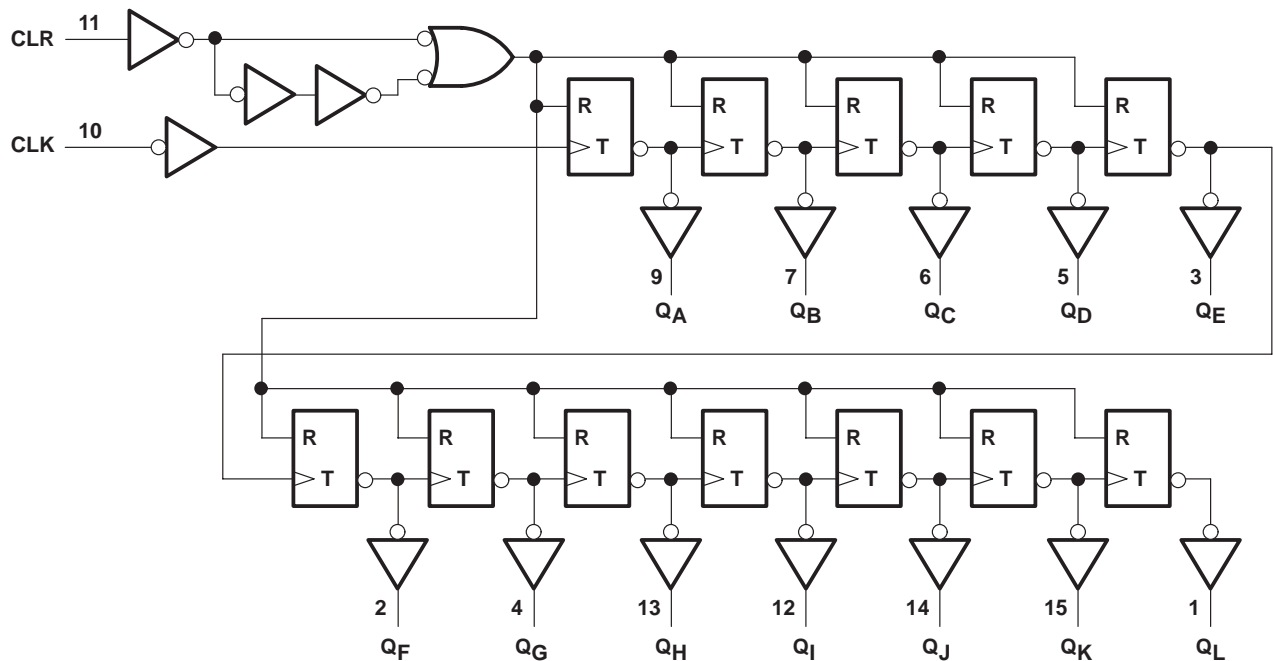 CLR 11
CLK 10
R R R R R
T T T T T
9 7 6 5 3
QA QB QC QD QE
R R R R R R R
T T T T T T T
2 4 13 12 14 15 1
QF QG QH QI QJ QK QL